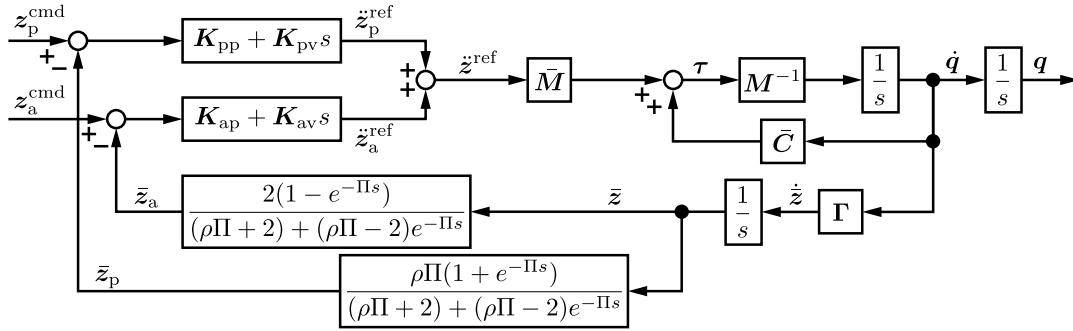 z_p^cmd
+
−
K_pp + K_pv s
z̈_p^ref
+
+
z̈^ref
M̄
+
+
τ
M^−1
1/s
q̇
1/s
q
z_a^cmd
+
−
K_ap + K_av s
z̈_a^ref
C̄
z̄_a
2(1 − e^−Πs)
(ρΠ + 2) + (ρΠ − 2)e^−Πs
z̄
1/s
z̄̇
Γ
z̄_p
ρΠ(1 + e^−Πs)
(ρΠ + 2) + (ρΠ − 2)e^−Πs